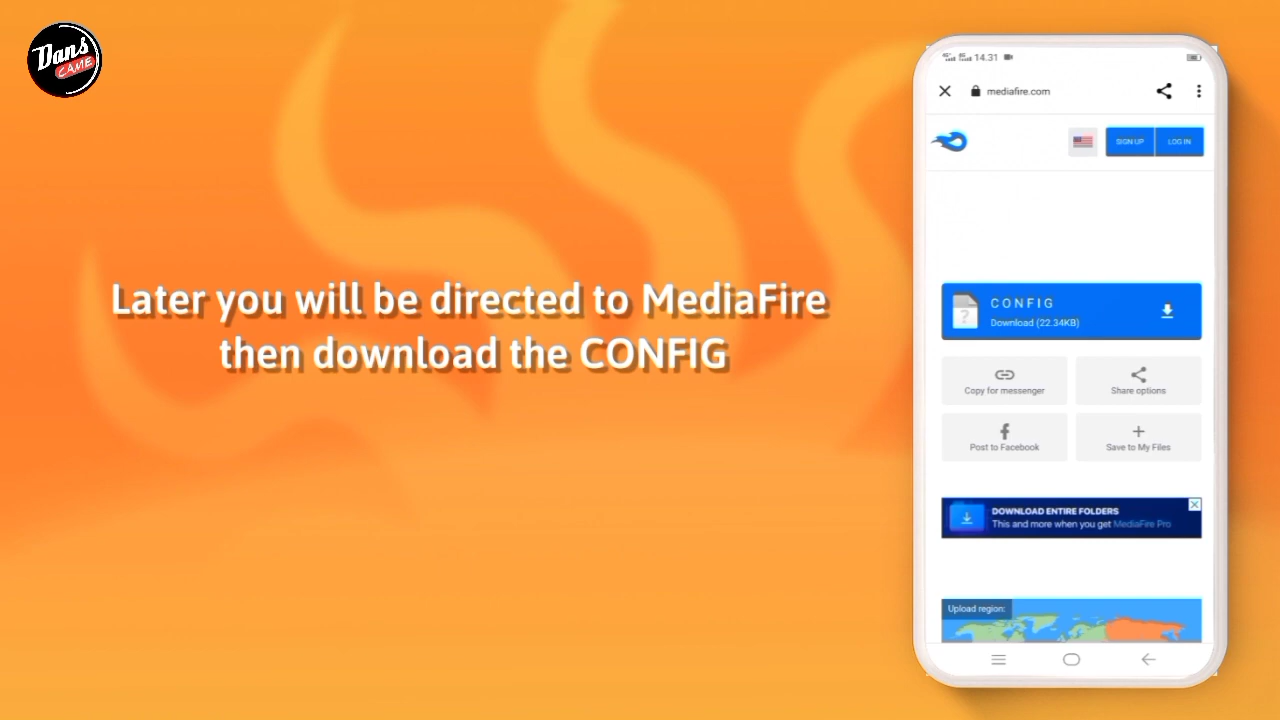 Dans
CAME
Later you will be directed to MediaFire
then download the CONFIG
14.31
mediafire.com
SIGN UP
LOG IN
CONFIG
Download (22.34KB)
?
Copy for messenger
Share options
Post to Facebook
Save to My Files
DOWNLOAD ENTIRE FOLDERS
This and more when you get MediaFire Pro
Upload region: